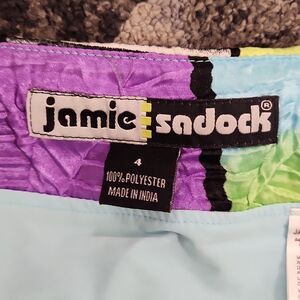 jamie sadock®
4
100% POLYESTER
MADE IN INDIA